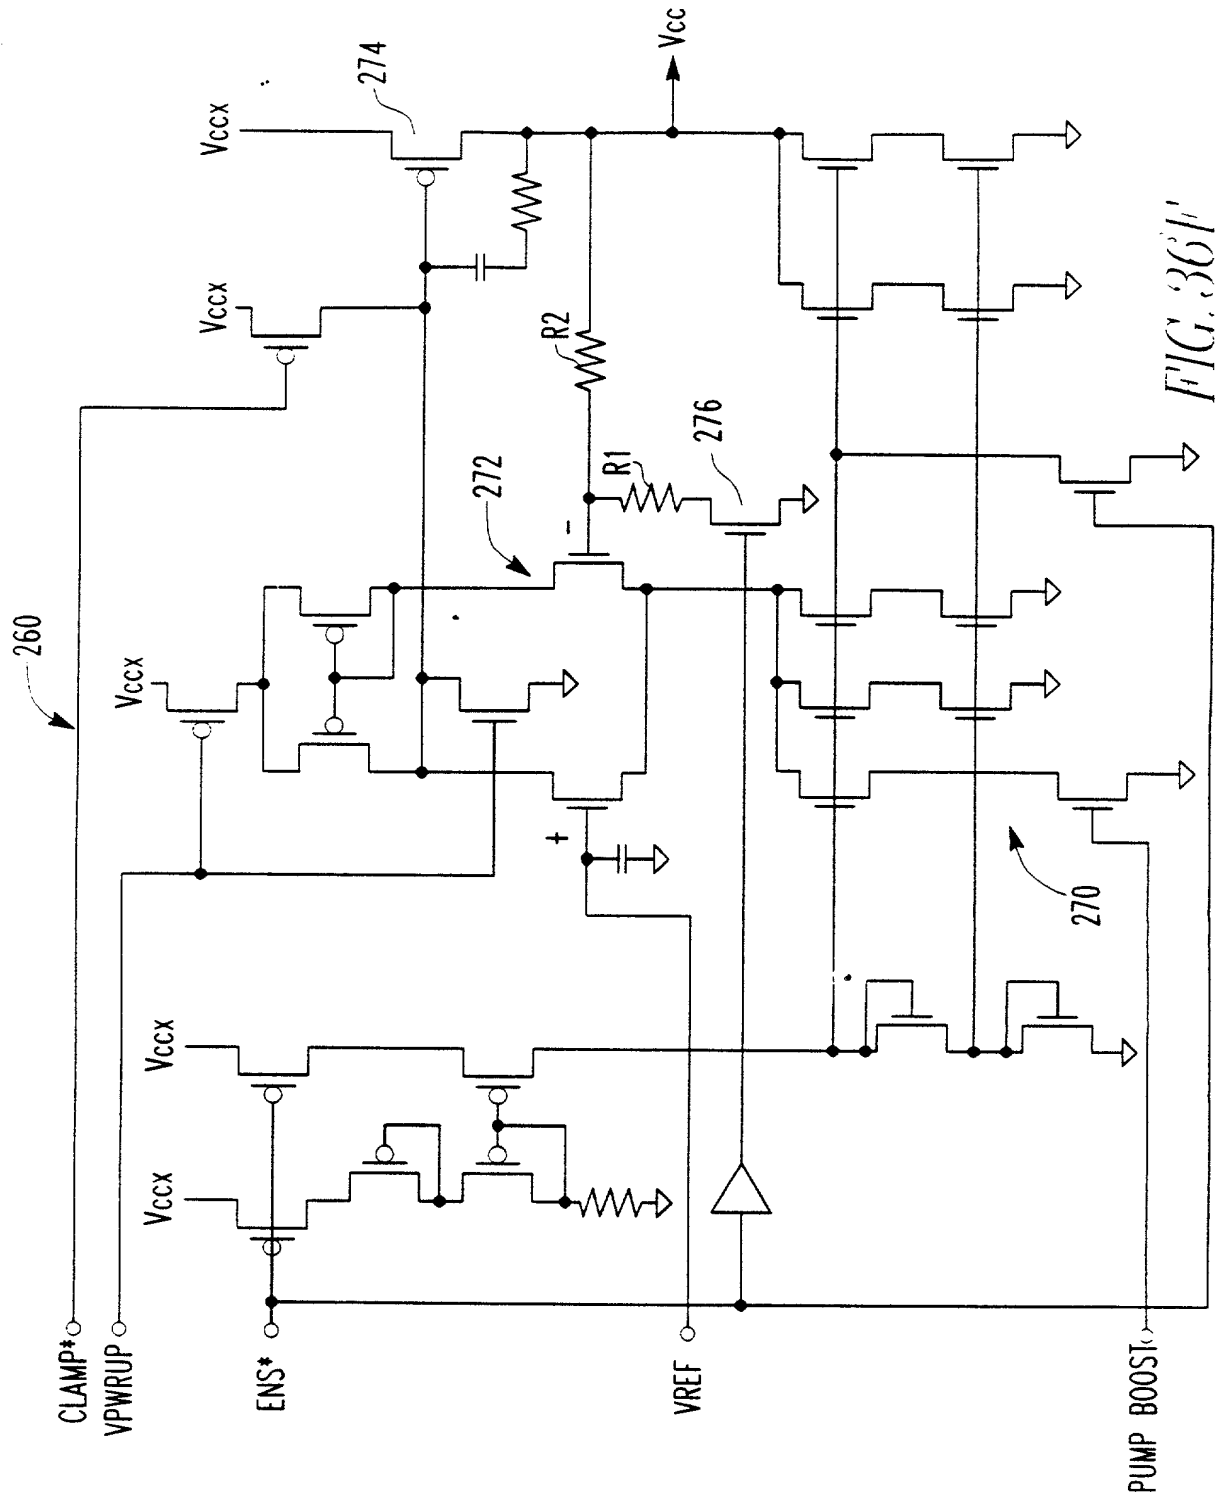 CLAMP*
VPWRUP
ENS*
VREF
PUMP BOOST
260
Vccx
Vccx
Vccx
Vccx
Vccx
274
272
R2
R1
276
270
Vcc
+
-
FIG. 36F